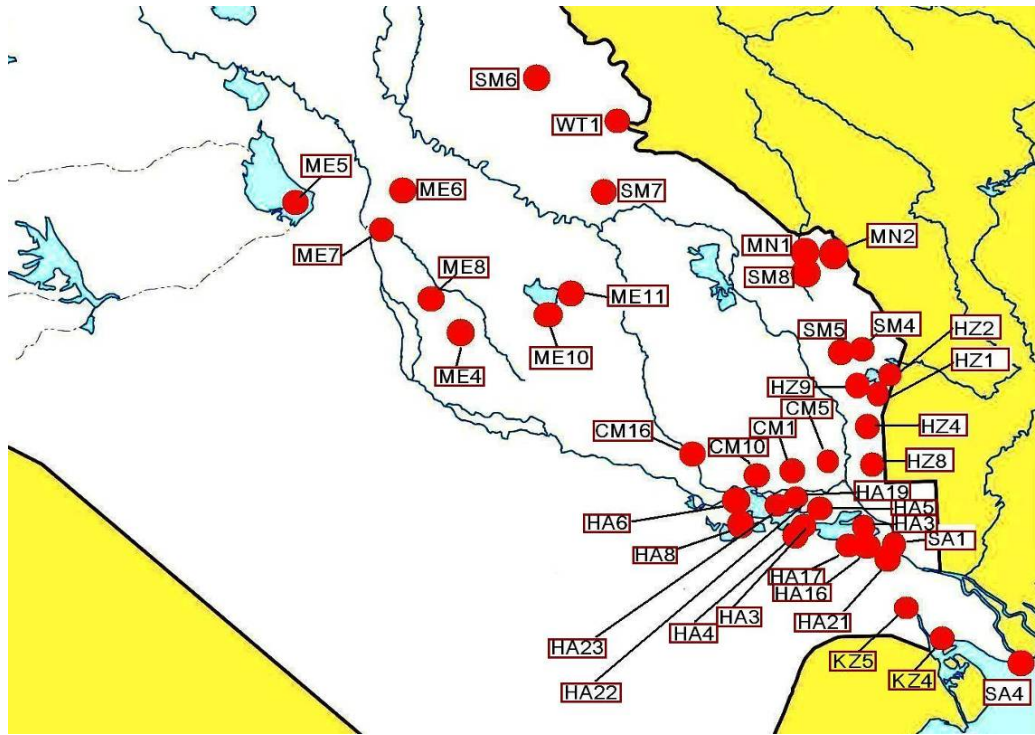 SM6
WT1
ME5
ME6
SM7
ME7
MN1
MN2
ME8
SM8
ME11
SM5
SM4
HZ2
ME10
HZ1
ME4
HZ9
CM5
CM16
CM1
HZ4
CM10
HZ8
HA19
HA5
HA6
HA3
SA1
HA8
HA17
HA16
HA3
HA21
HA4
HA23
KZ5
KZ4
HA22
SA4